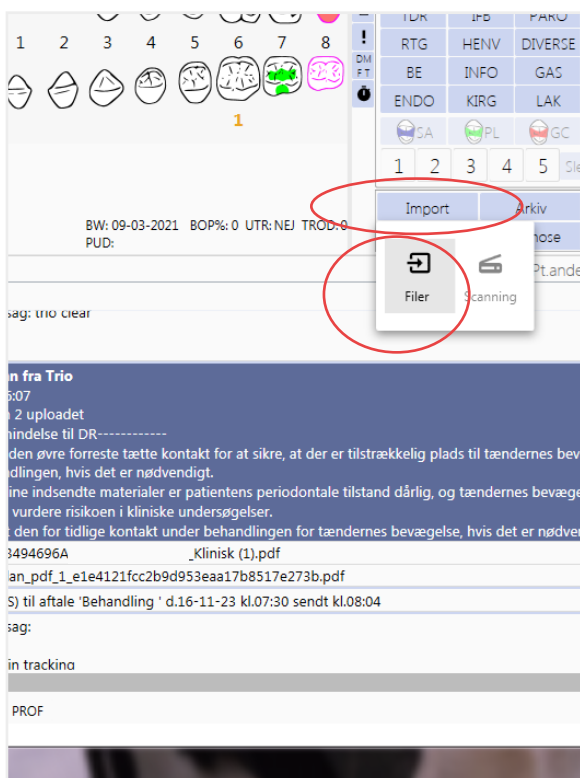 TDR IFB PARO
1 2 3 4 5 6 7 8 ! RTG HENV DIVERSE
DM
FT
BE INFO GAS
ENDO KIRG LAK
1
SA PL GC
1 2 3 4 5 Sle
Import Arkiv
BW: 09-03-2021 BOP%: 0 UTR: NEJ TROD: 0
PUD:
nose
Pt.ande
Filer Scanning
sag: trio clear
n fra Trio
5:07
2 uploadet
mindelse til DR------------
den øvre forreste tætte kontakt for at sikre, at der er tilstrækkelig plads til tændernes bev
dlingen, hvis det er nødvendigt.
ine indsendte materialer er patientens periodontale tilstand dårlig, og tændernes bevæge
vurdere risikoen i kliniske undersøgelser.
t den for tidlige kontakt under behandlingen for tændernes bevægelse, hvis det er nødver
3494696A _Klinisk (1).pdf
lan_pdf_1_e1e4121fcc2b9d953eaa17b8517e273b.pdf
S) til aftale 'Behandling ' d.16-11-23 kl.07:30 sendt kl.08:04
sag:
in tracking
PROF